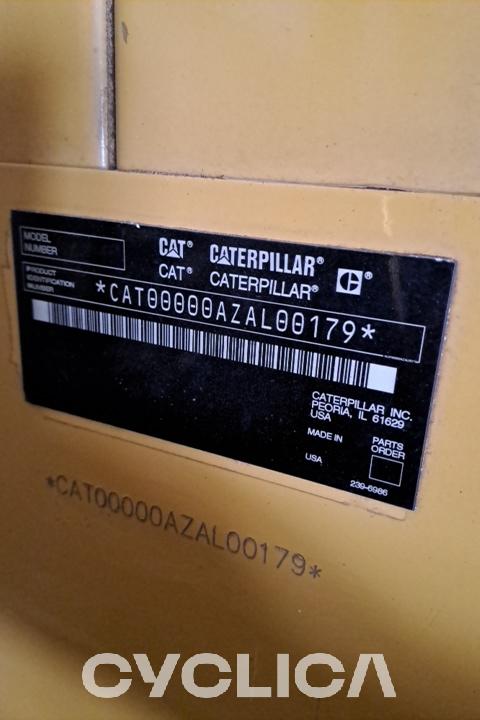 MODEL
NUMBER
CAT® CATERPILLAR®
CAT® CATERPILLAR® C®
PRODUCT
IDENTIFICATION
NUMBER
*CAT00000AZAL00179*
CATERPILLAR INC.
PEORIA, IL 61629
USA
MADE IN
USA
PARTS
ORDER
239-6986
*CAT00000AZAL00179*
CYCLICA